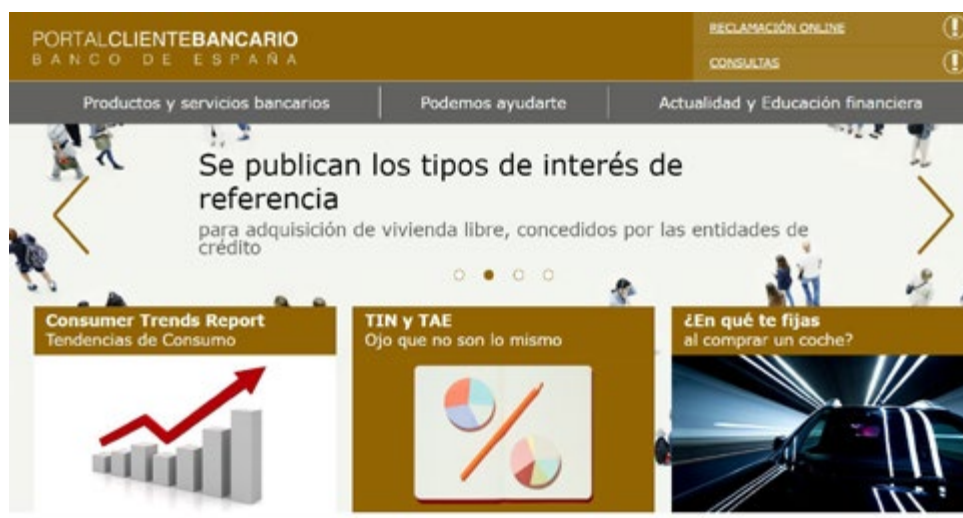 PORTALCLIENTEBANCARIO
BANCO DE ESPAÑA
RECLAMACIÓN ONLINE
CONSULTAS
Productos y servicios bancarios
Podemos ayudarte
Actualidad y Educación financiera
Se publican los tipos de interés de
referencia
para adquisición de vivienda libre, concedidos por las entidades de
crédito
Consumer Trends Report
Tendencias de Consumo
TIN y TAE
Ojo que no son lo mismo
¿En qué te fijas
al comprar un coche?